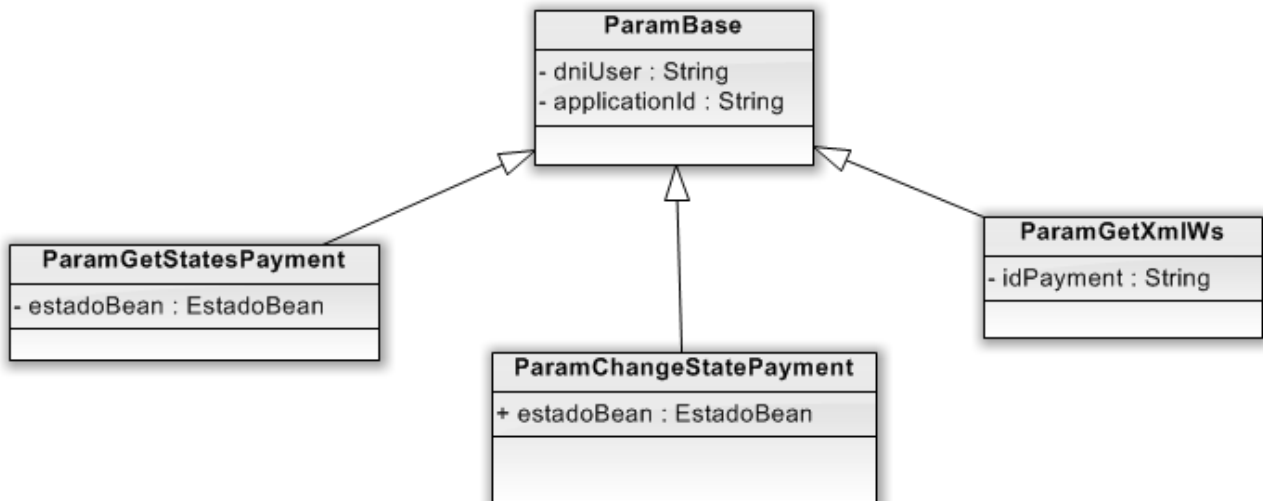 ParamBase
- dniUser : String
- applicationId : String
ParamGetStatesPayment
- estadoBean : EstadoBean
ParamChangeStatePayment
+ estadoBean : EstadoBean
ParamGetXmlWs
- idPayment : String